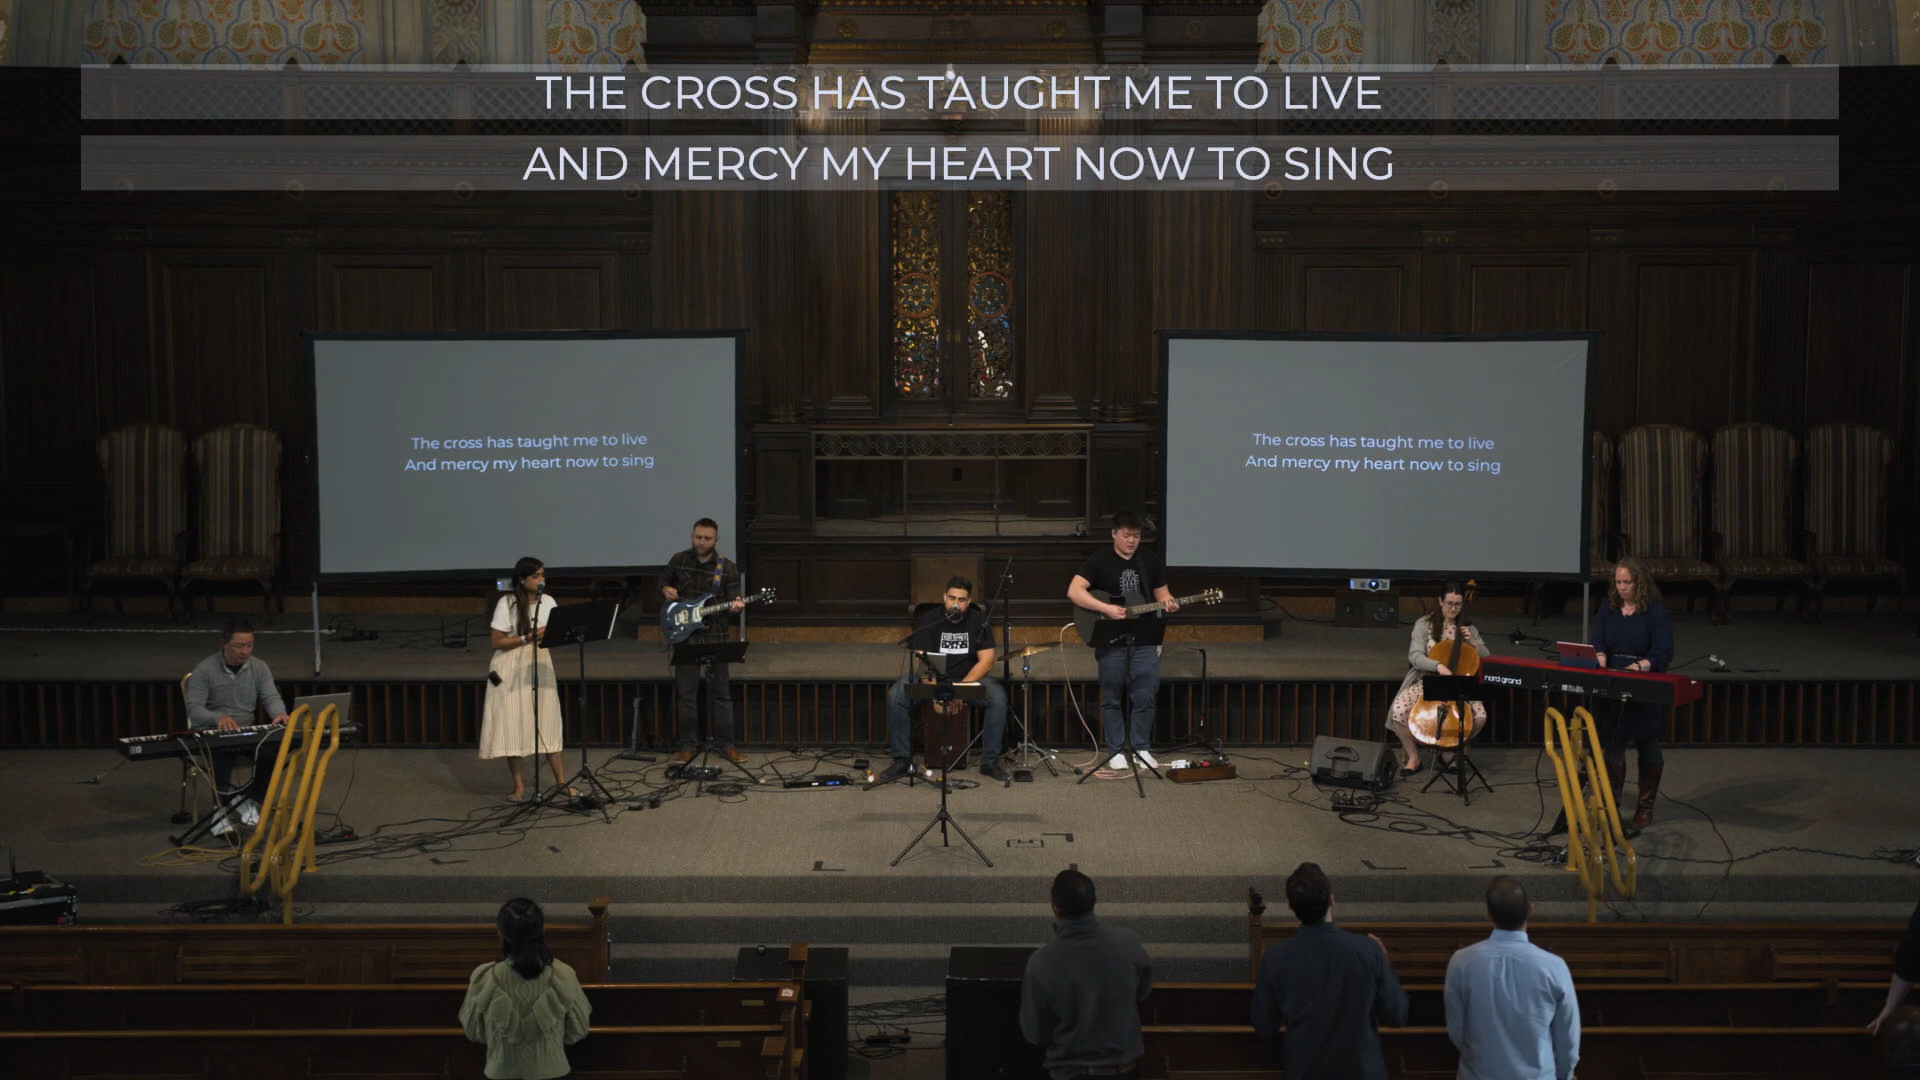 THE CROSS HAS TAUGHT ME TO LIVE
AND MERCY MY HEART NOW TO SING
The cross has taught me to live
And mercy my heart now to sing
The cross has taught me to live
And mercy my heart now to sing
nord grand